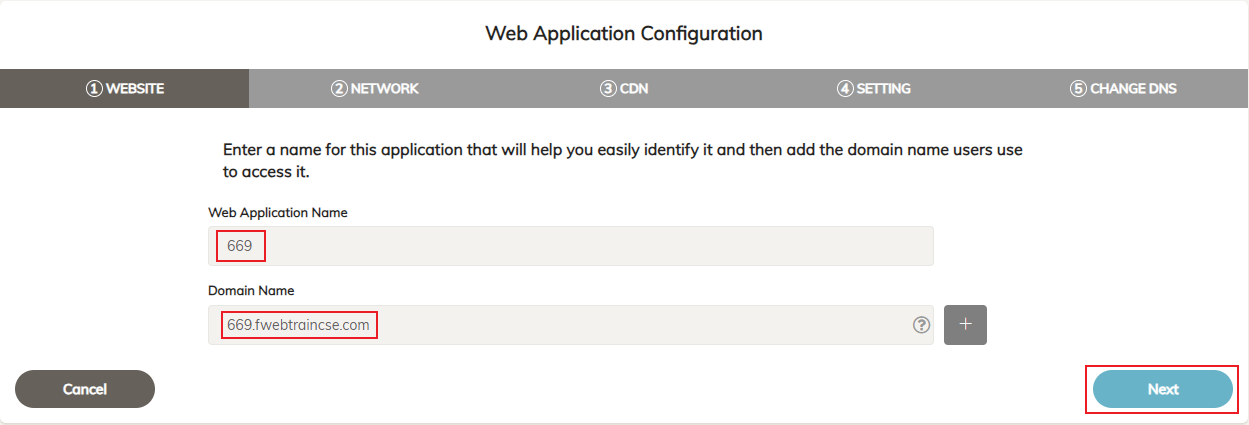 Web Application Configuration
① WEBSITE
② NETWORK
③ CDN
④ SETTING
⑤ CHANGE DNS
Enter a name for this application that will help you easily identify it and then add the domain name users use
to access it.
Web Application Name
669
Domain Name
669.fwebtraincse.com
?
+
Cancel
Next